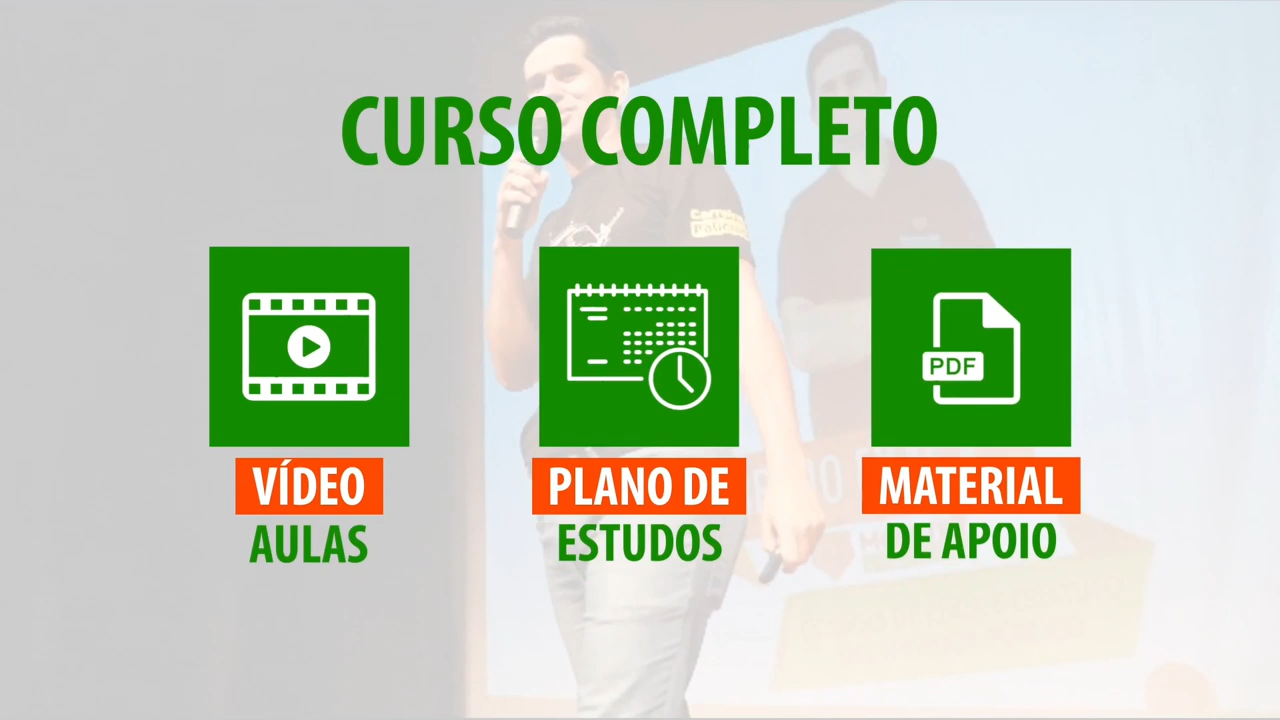 CURSO COMPLETO
PDF
VÍDEO
AULAS
PLANO DE
ESTUDOS
MATERIAL
DE APOIO